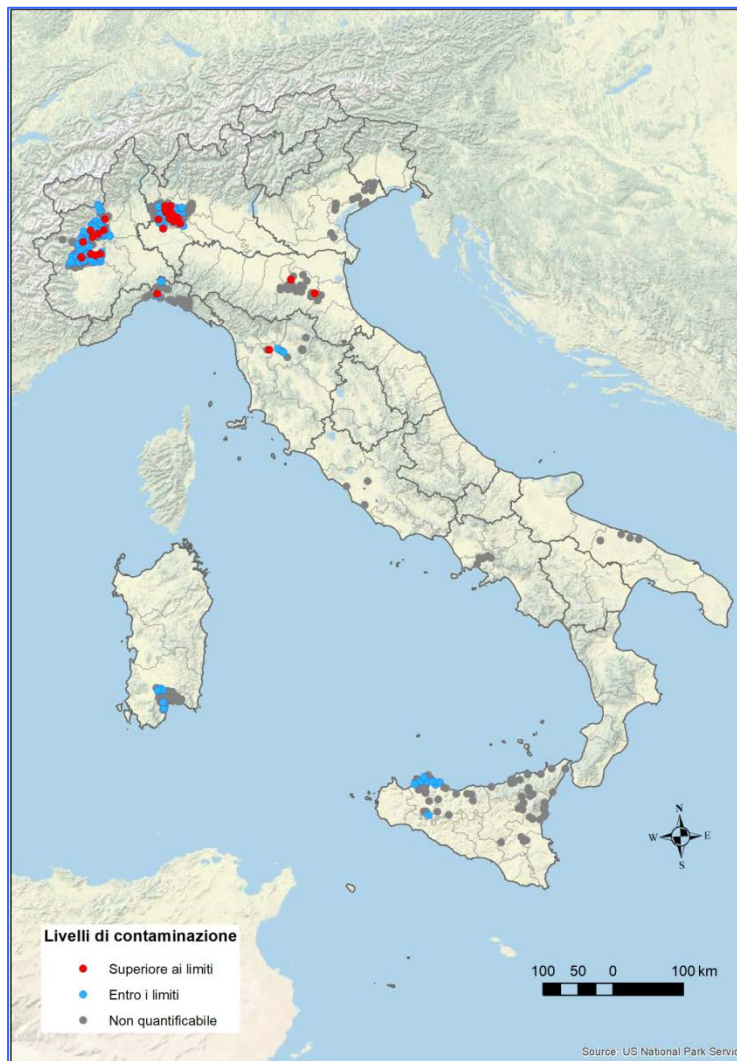 N
W
E
S
Livelli di contaminazione
Superiore ai limiti
Entro i limiti
Non quantificabile
100 50 0 100 km
Source: US National Park Servic